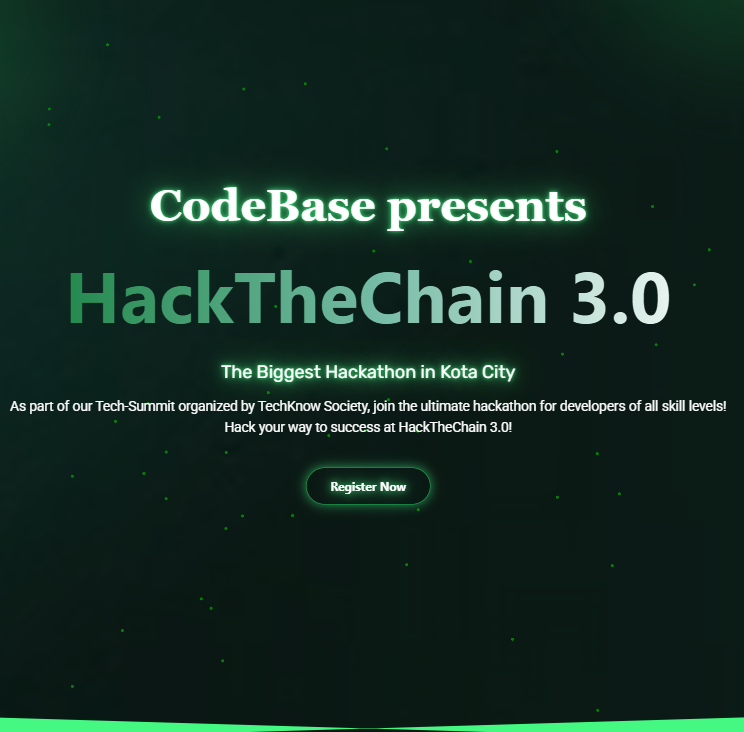 CodeBase presents
HackTheChain 3.0
The Biggest Hackathon in Kota City
As part of our Tech-Summit organized by TechKnow Society, join the ultimate hackathon for developers of all skill levels!
Hack your way to success at HackTheChain 3.0!
Register Now